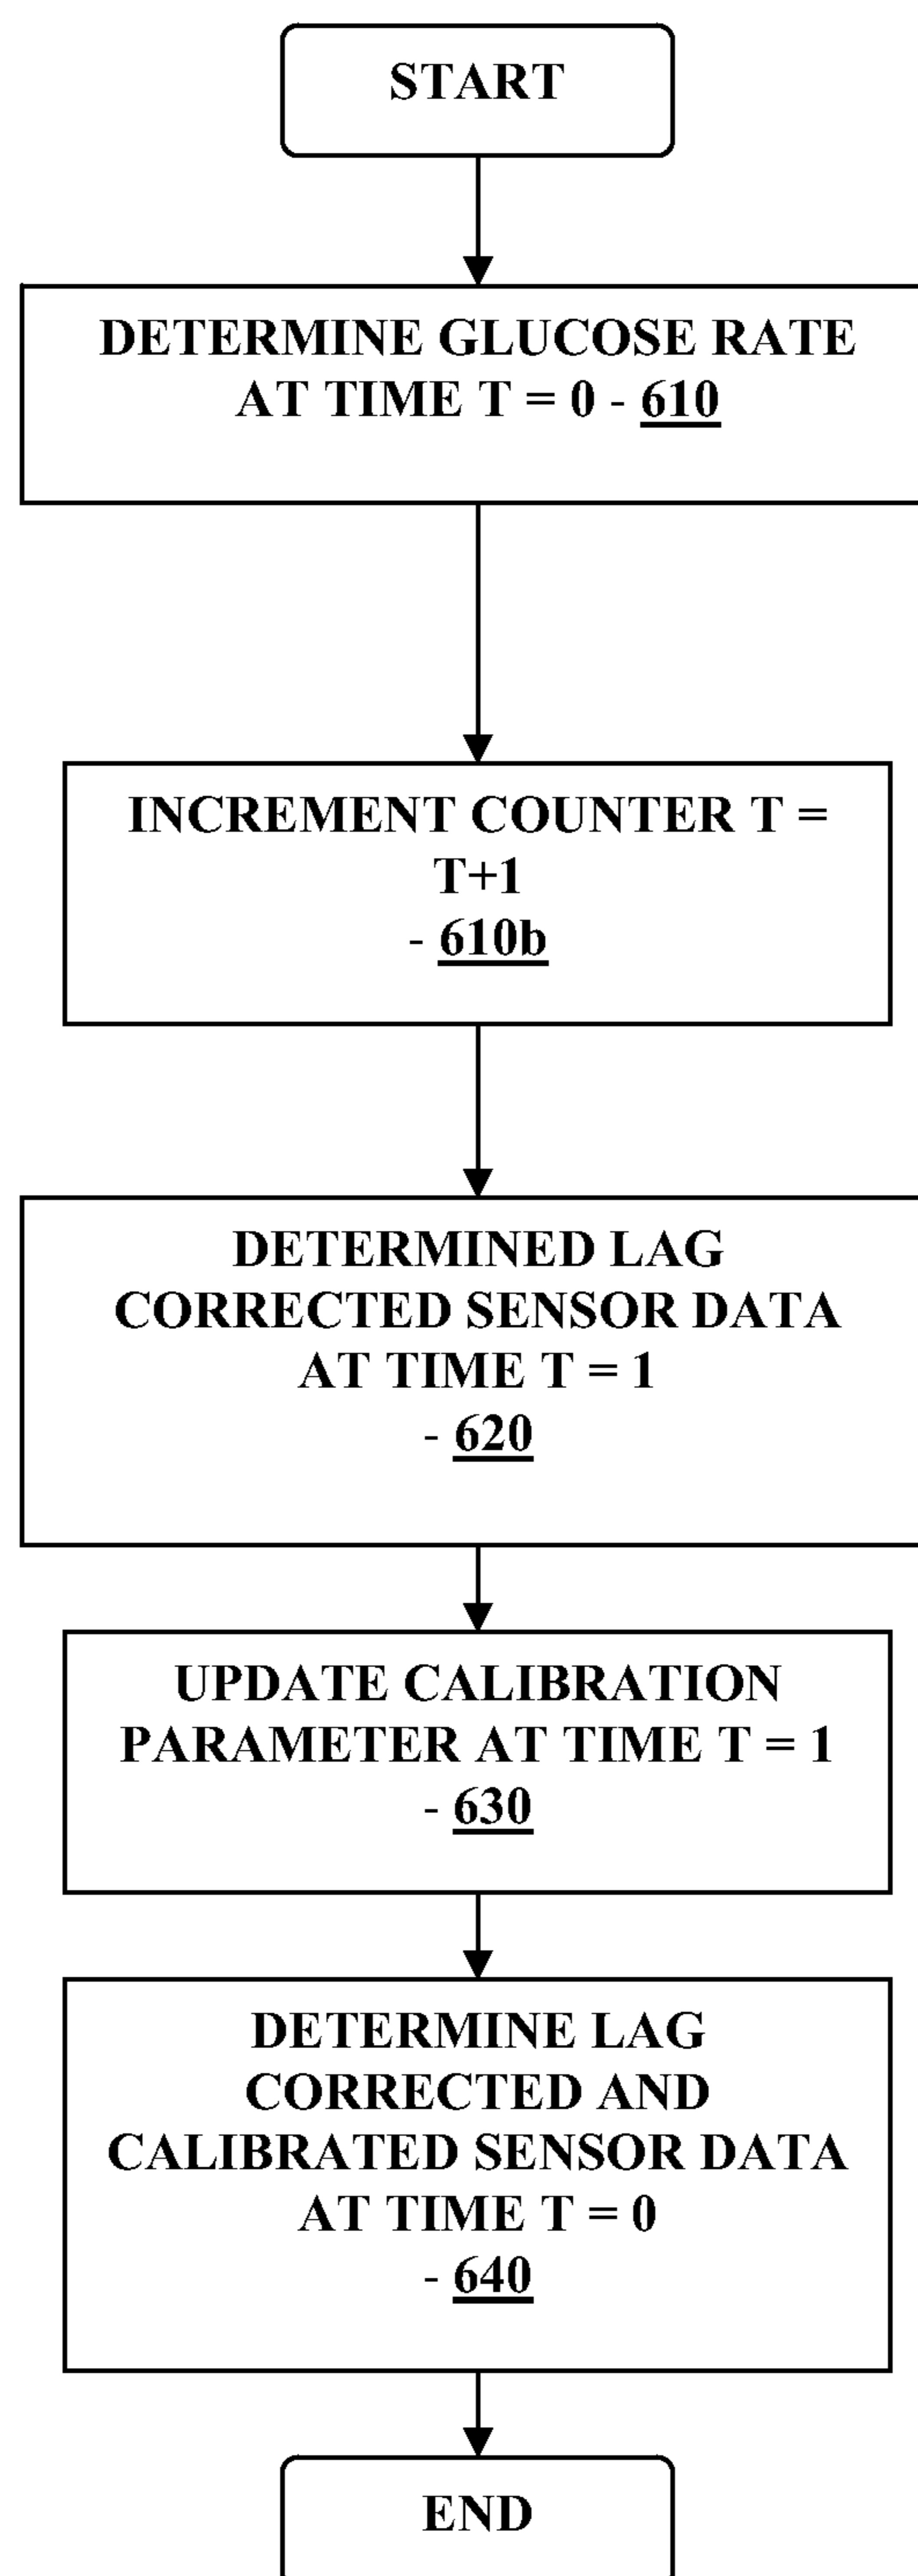 START
DETERMINE GLUCOSE RATE
AT TIME T = 0 - 610
INCREMENT COUNTER T =
T+1
- 610b
DETERMINED LAG
CORRECTED SENSOR DATA
AT TIME T = 1
- 620
UPDATE CALIBRATION
PARAMETER AT TIME T = 1
- 630
DETERMINE LAG
CORRECTED AND
CALIBRATED SENSOR DATA
AT TIME T = 0
- 640
END